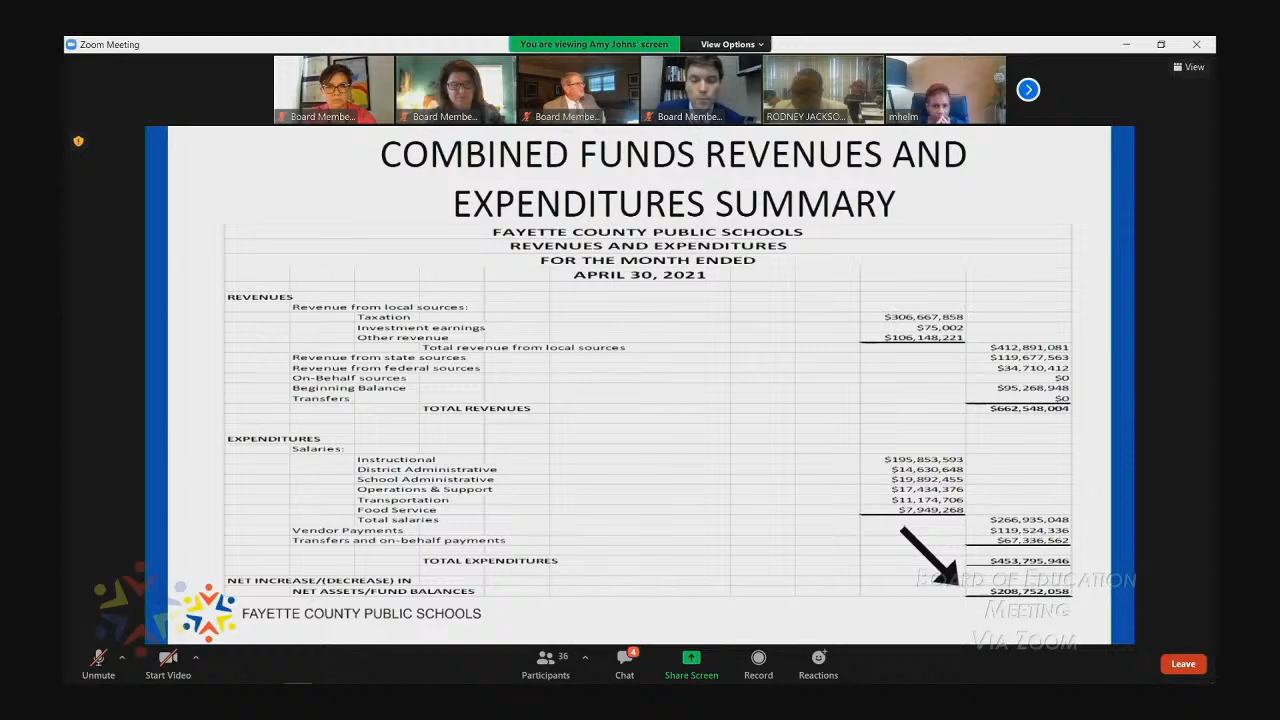 Zoom Meeting
You are viewing Amy Johns' screen
View Options
View
Board Membe...
Board Membe...
Board Membe...
Board Membe...
RODNEY JACKSO...
mhelm
COMBINED FUNDS REVENUES AND
EXPENDITURES SUMMARY
FAYETTE COUNTY PUBLIC SCHOOLS
REVENUES AND EXPENDITURES
FOR THE MONTH ENDED
APRIL 30, 2021
REVENUES
Revenue from local sources:
Taxation $306,667,858
Investment earnings $75,002
Other revenue $106,148,221
Total revenue from local sources $412,891,081
Revenue from state sources $119,677,563
Revenue from federal sources $34,710,412
On-Behalf sources $0
Beginning Balance $95,268,948
Transfers $0
TOTAL REVENUES $662,548,004
EXPENDITURES
Salaries:
Instructional $195,853,593
District Administrative $14,630,648
School Administrative $19,892,455
Operations & Support $17,434,376
Transportation $11,174,706
Food Service $7,949,268
Total salaries $266,935,048
Vendor Payments $119,524,336
Transfers and on-behalf payments $67,336,562
TOTAL EXPENDITURES $453,795,946
NET INCREASE/(DECREASE) IN
NET ASSETS/FUND BALANCES $208,752,058
FAYETTE COUNTY PUBLIC SCHOOLS
BOARD OF EDUCATION
MEETING
VIA ZOOM
Unmute
Start Video
36
Participants
4
Chat
Share Screen
Record
Reactions
Leave